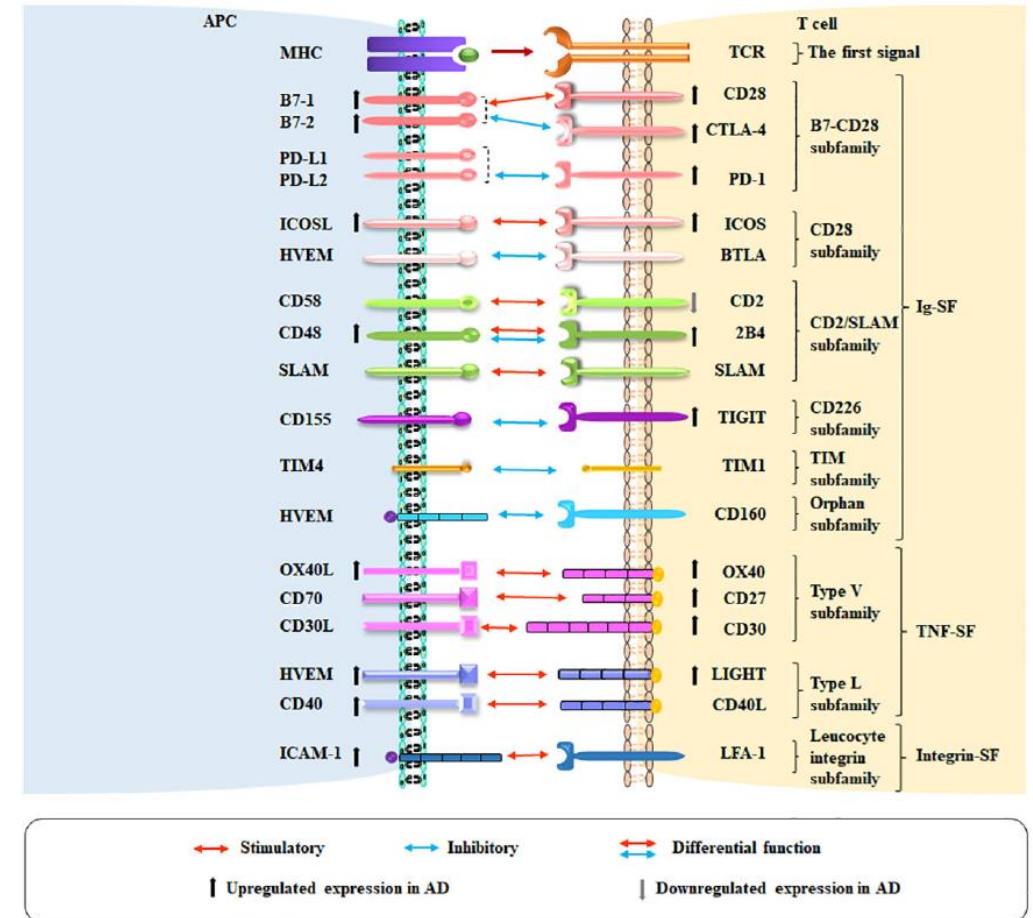 APC
T cell
MHC
TCR
The first signal
B7-1
CD28
B7-2
CTLA-4
B7-CD28
subfamily
PD-L1
PD-L2
PD-1
ICOSL
ICOS
CD28
subfamily
HVEM
BTLA
CD58
CD2
Ig-SF
CD48
2B4
CD2/SLAM
subfamily
SLAM
SLAM
CD155
TIGIT
CD226
subfamily
TIM4
TIM1
TIM
subfamily
HVEM
CD160
Orphan
subfamily
OX40L
OX40
CD70
CD27
Type V
subfamily
CD30L
CD30
TNF-SF
HVEM
LIGHT
Type L
subfamily
CD40
CD40L
ICAM-1
LFA-1
Leucocyte
integrin
subfamily
Integrin-SF
Stimulatory
Inhibitory
Differential function
Upregulated expression in AD
Downregulated expression in AD